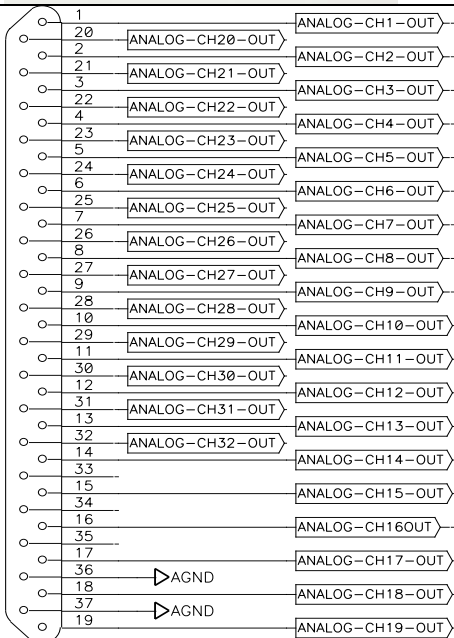 1 ANALOG-CH1-OUT
20 ANALOG-CH20-OUT
2 ANALOG-CH2-OUT
21 ANALOG-CH21-OUT
3 ANALOG-CH3-OUT
22 ANALOG-CH22-OUT
4 ANALOG-CH4-OUT
23 ANALOG-CH23-OUT
5 ANALOG-CH5-OUT
24 ANALOG-CH24-OUT
6 ANALOG-CH6-OUT
25 ANALOG-CH25-OUT
7 ANALOG-CH7-OUT
26 ANALOG-CH26-OUT
8 ANALOG-CH8-OUT
27 ANALOG-CH27-OUT
9 ANALOG-CH9-OUT
28 ANALOG-CH28-OUT
10 ANALOG-CH10-OUT
29 ANALOG-CH29-OUT
11 ANALOG-CH11-OUT
30 ANALOG-CH30-OUT
12 ANALOG-CH12-OUT
31 ANALOG-CH31-OUT
13 ANALOG-CH13-OUT
32 ANALOG-CH32-OUT
14 ANALOG-CH14-OUT
33
15 ANALOG-CH15-OUT
34
16 ANALOG-CH16OUT
35
17 ANALOG-CH17-OUT
36 AGND
18 ANALOG-CH18-OUT
37 AGND
19 ANALOG-CH19-OUT